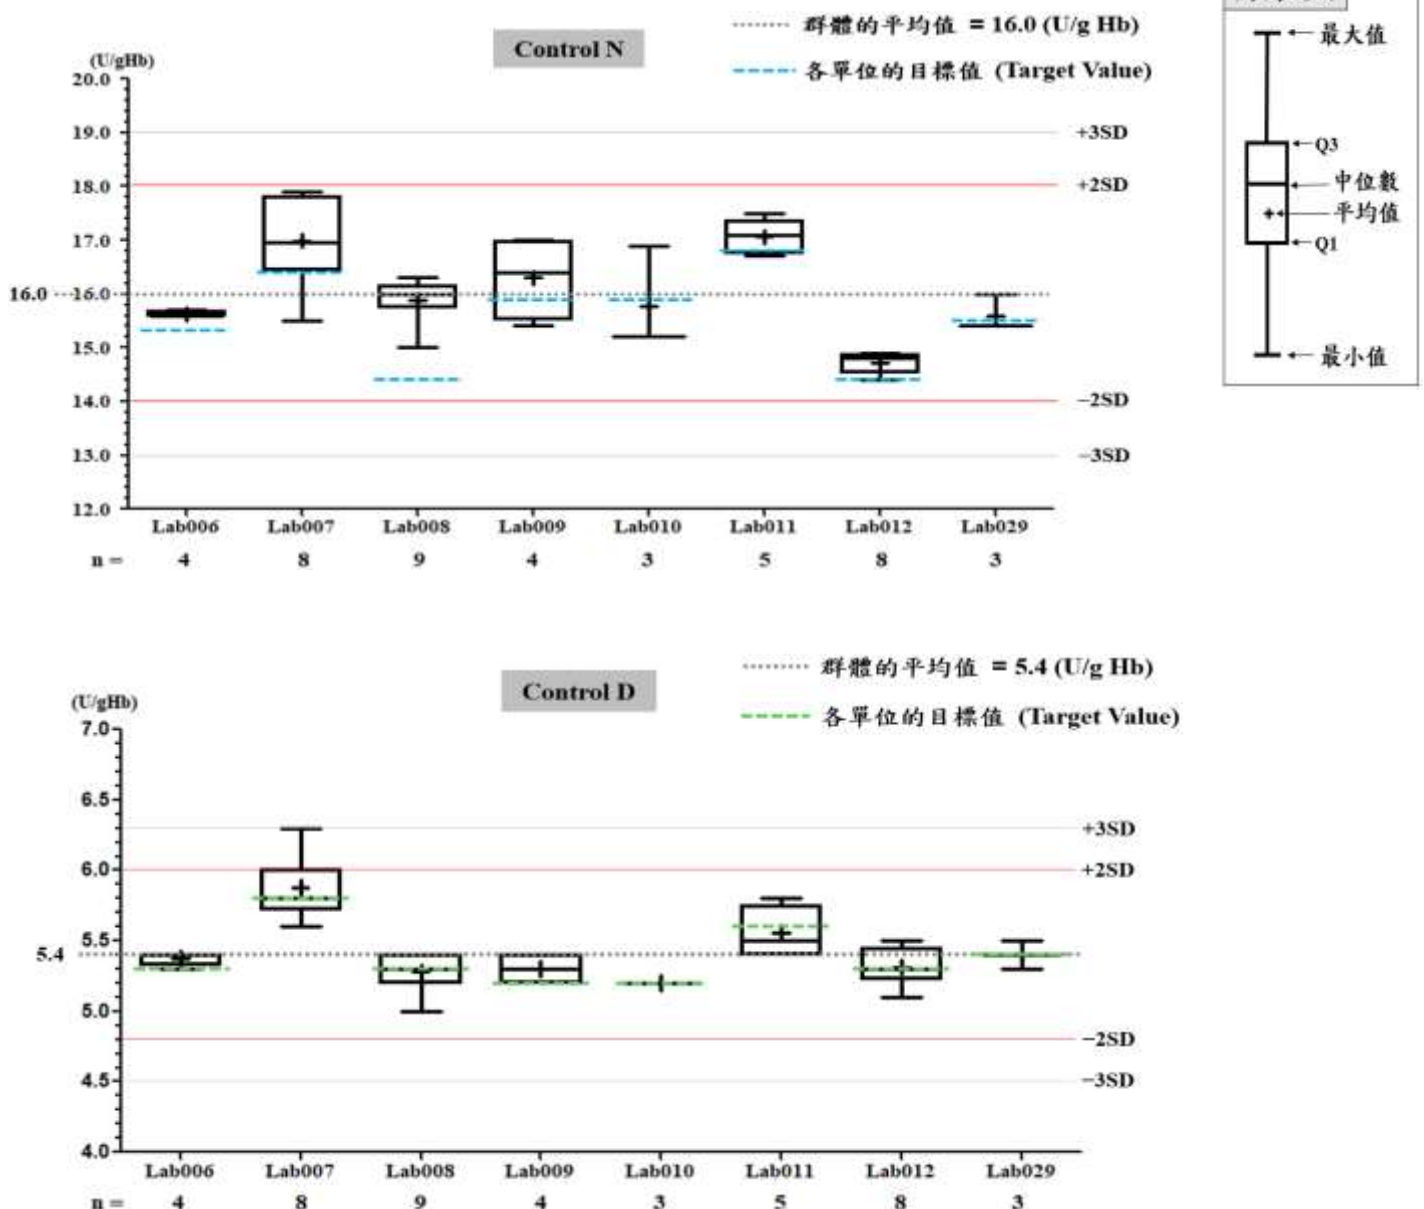 Control N
群體的平均值 = 16.0 (U/g Hb)
各單位的目標值 (Target Value)
(U/gHb)
20.0
19.0
18.0
17.0
16.0
16.0
15.0
14.0
13.0
12.0
+3SD
+2SD
−2SD
−3SD
Lab006 Lab007 Lab008 Lab009 Lab010 Lab011 Lab012 Lab029
n = 4 8 9 4 3 5 8 3
最大值
Q3
中位數
平均值
Q1
最小值
Control D
群體的平均值 = 5.4 (U/g Hb)
各單位的目標值 (Target Value)
(U/gHb)
7.0
6.5
6.0
5.5
5.4
5.0
4.5
4.0
+3SD
+2SD
−2SD
−3SD
Lab006 Lab007 Lab008 Lab009 Lab010 Lab011 Lab012 Lab029
n = 4 8 9 4 3 5 8 3